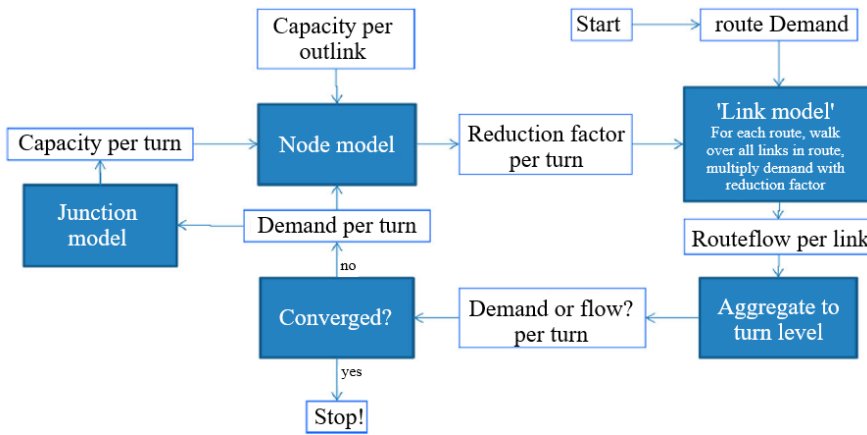 Capacity per
outlink
Start
route Demand
Capacity per turn
Node model
Reduction factor
per turn
'Link model'
For each route, walk
over all links in route,
multiply demand with
reduction factor
Junction
model
Demand per turn
Routeflow per link
no
Converged?
Demand or flow?
per turn
Aggregate to
turn level
yes
Stop!